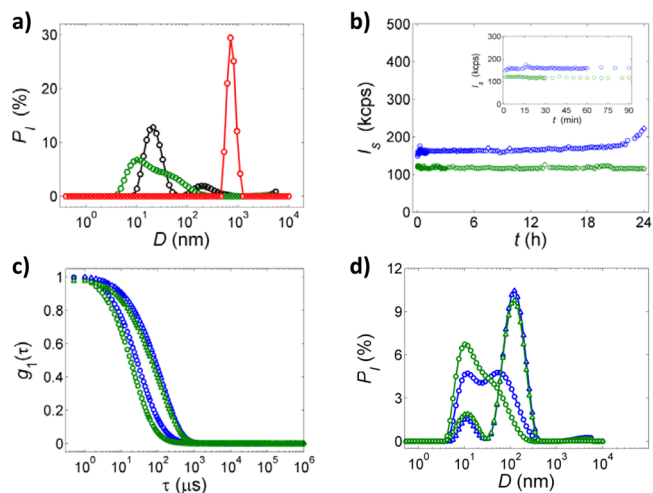 a)
30
20
10
0
P_I (%)
10^0 10^1 10^2 10^3 10^4
D (nm)
b)
500
400
300
200
100
0
I_s (kcps)
0 6 12 18 24
t (h)
300
200
100
0
I_s (kcps)
0 15 30 45 60 75 90
t (min)
c)
1
0.8
0.6
0.4
0.2
0
g_1(τ)
10^0 10^1 10^2 10^3 10^4 10^5 10^6
τ (μs)
d)
12
9
6
3
0
P_I (%)
10^0 10^1 10^2 10^3 10^4
D (nm)